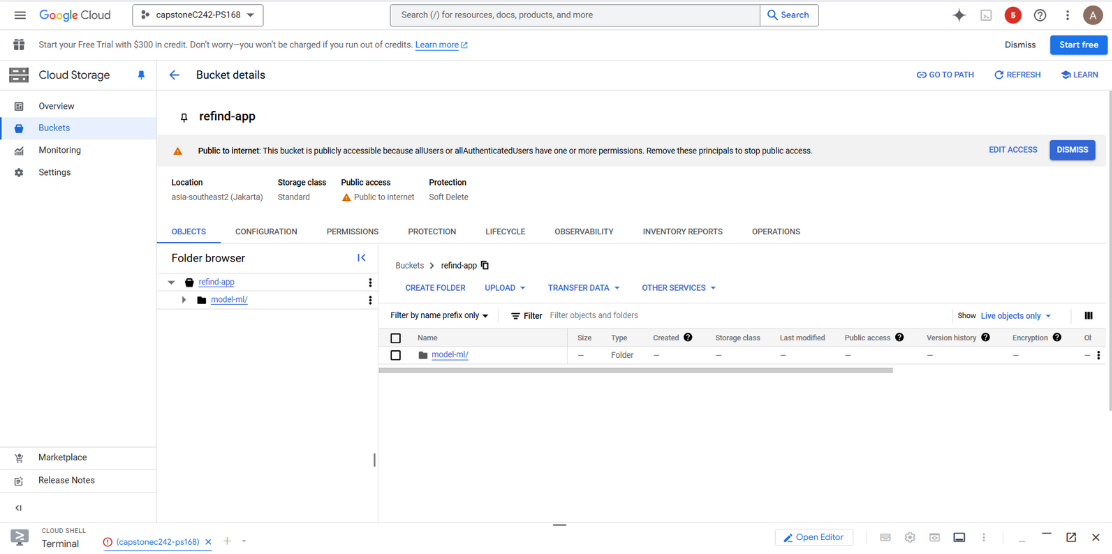 Google Cloud
capstoneC242-PS168
Search (/) for resources, docs, products, and more
Search
5
A
Start your Free Trial with $300 in credit. Don't worry—you won't be charged if you run out of credits. Learn more
Dismiss
Start free
Cloud Storage
Bucket details
GO TO PATH
REFRESH
LEARN
Overview
Buckets
Monitoring
Settings
refind-app
Public to internet: This bucket is publicly accessible because allUsers or allAuthenticatedUsers have one or more permissions. Remove these principals to stop public access.
EDIT ACCESS
DISMISS
Location Storage class Public access Protection
asia-southeast2 (Jakarta) Standard Public to internet Soft Delete
OBJECTS CONFIGURATION PERMISSIONS PROTECTION LIFECYCLE OBSERVABILITY INVENTORY REPORTS OPERATIONS
Folder browser
refind-app
model-ml/
Buckets > refind-app
CREATE FOLDER UPLOAD TRANSFER DATA OTHER SERVICES
Filter by name prefix only Filter Filter objects and folders Show Live objects only
Name Size Type Created Storage class Last modified Public access Version history Encryption Ol
model-ml/ — Folder — — — — — — —
Marketplace
Release Notes
CLOUD SHELL
Terminal
(capstonec242-ps168)
Open Editor